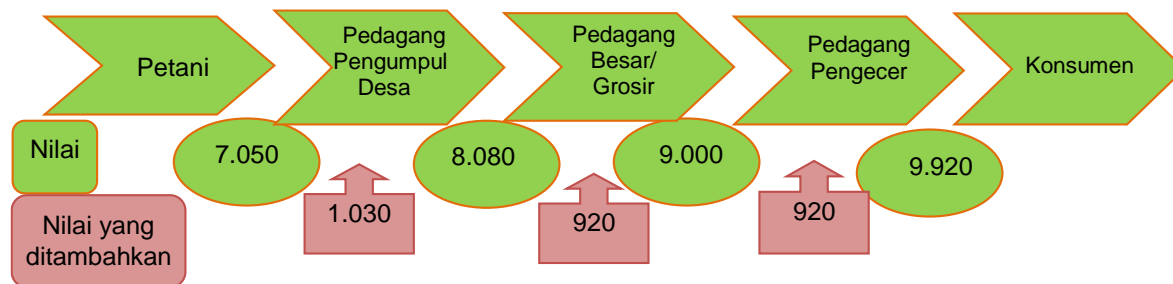 Petani
Pedagang
Pengumpul
Desa
Pedagang
Besar/
Grosir
Pedagang
Pengecer
Konsumen
Nilai
7.050
8.080
9.000
9.920
Nilai yang
ditambahkan
1.030
920
920